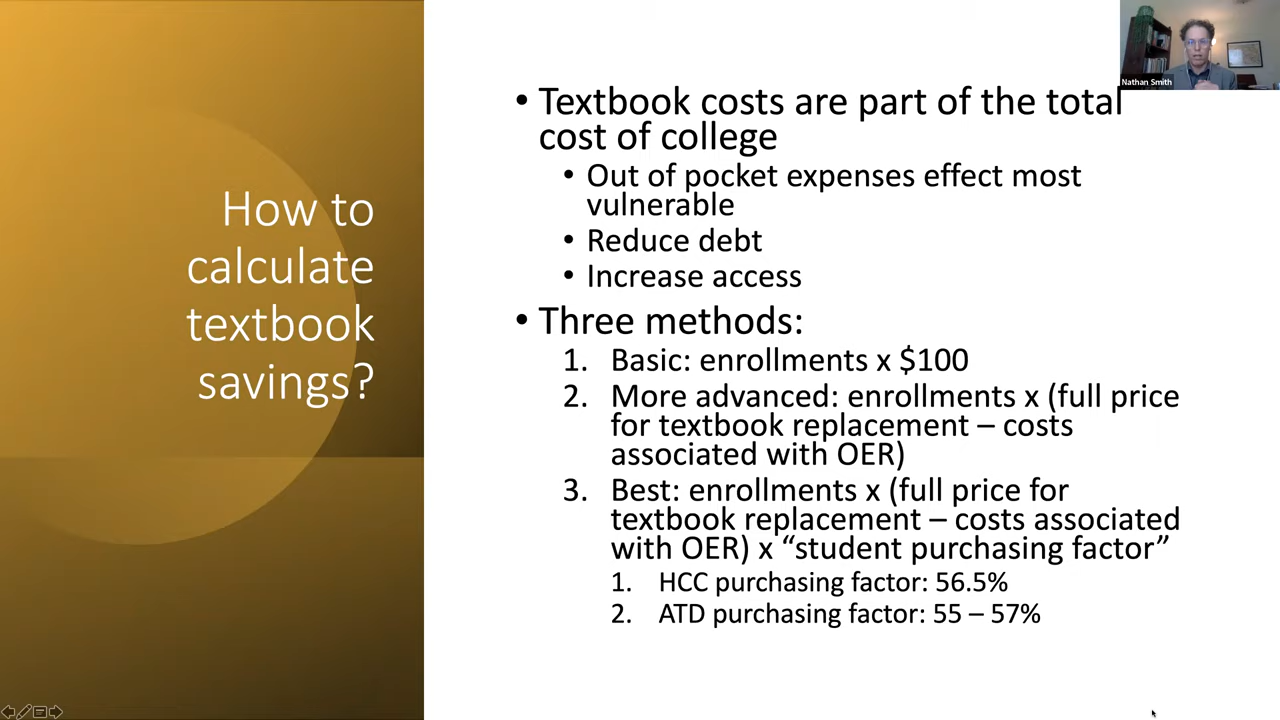 How to
calculate
textbook
savings?
• Textbook costs are part of the total
cost of college
• Out of pocket expenses effect most
vulnerable
• Reduce debt
• Increase access
• Three methods:
1. Basic: enrollments x $100
2. More advanced: enrollments x (full price
for textbook replacement – costs
associated with OER)
3. Best: enrollments x (full price for
textbook replacement – costs associated
with OER) x “student purchasing factor”
1. HCC purchasing factor: 56.5%
2. ATD purchasing factor: 55 – 57%
Nathan Smith